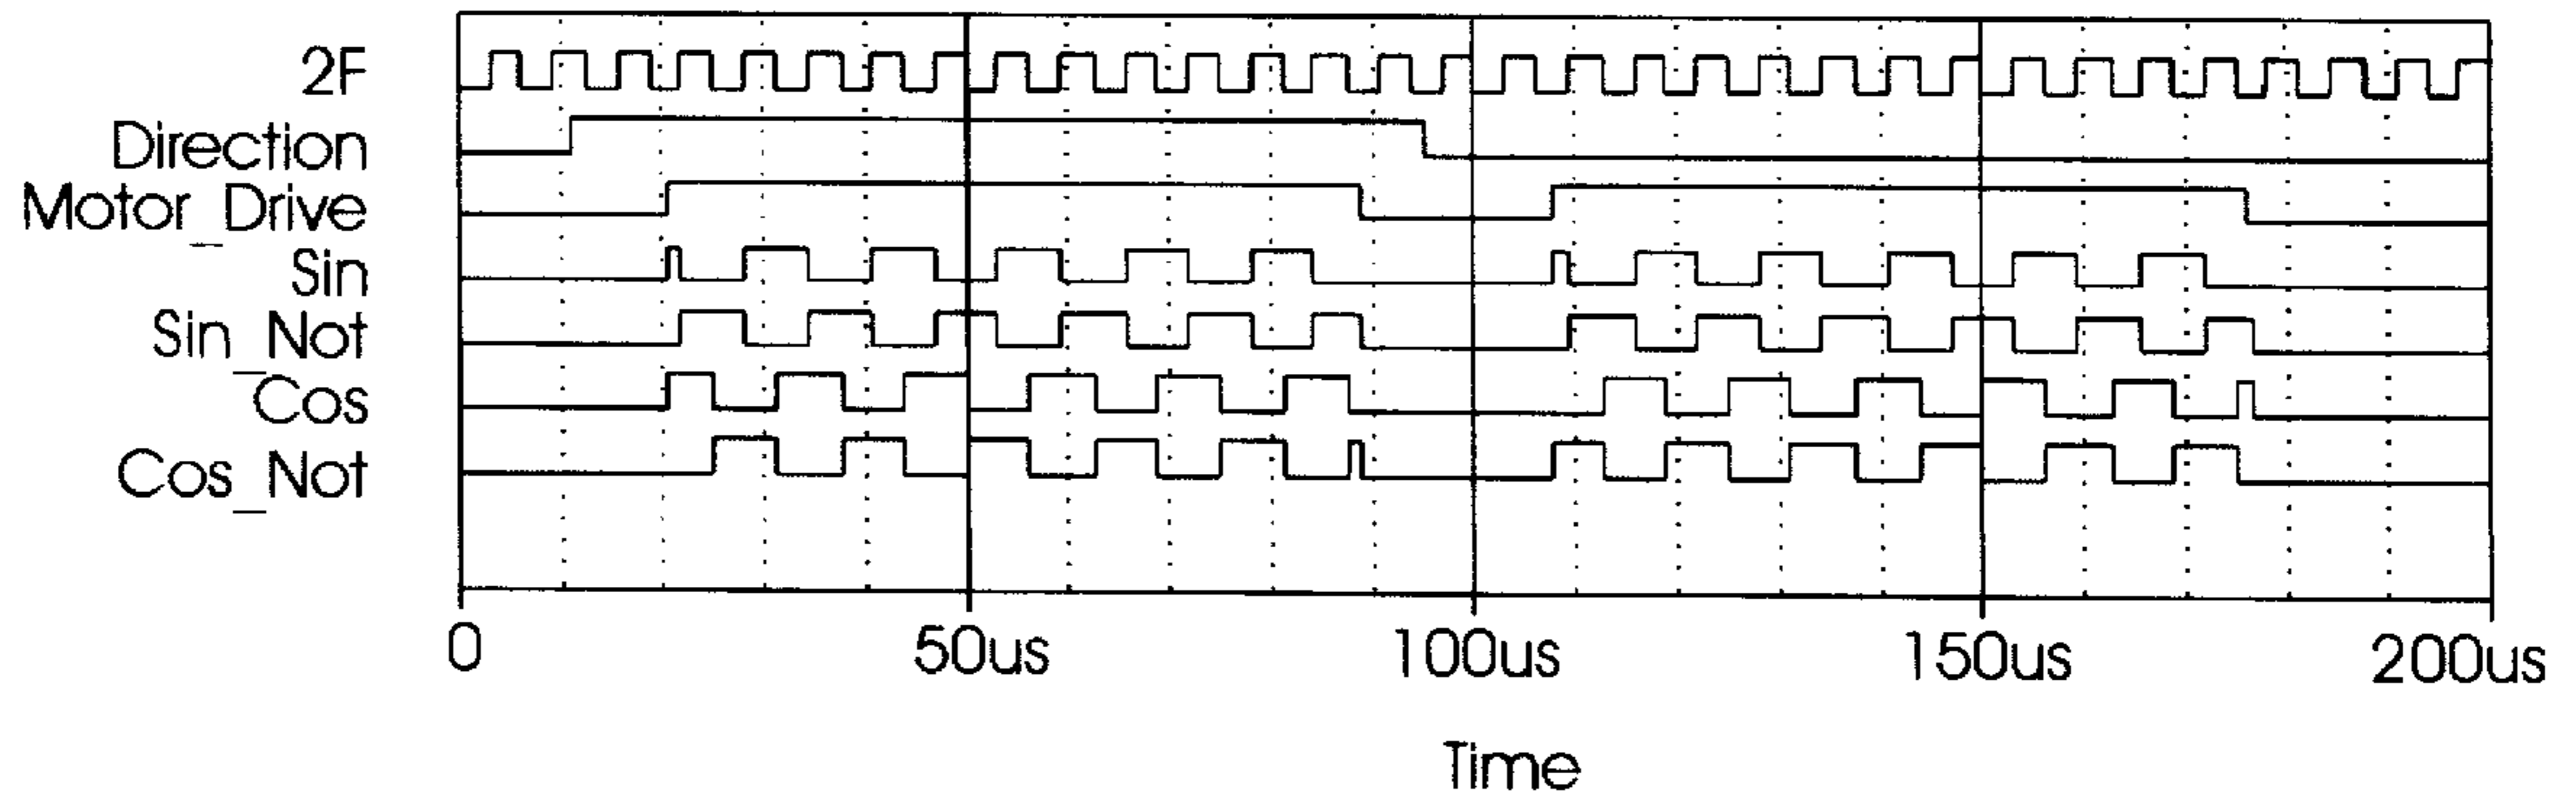 2F
Direction
Motor_Drive
Sin
Sin_Not
Cos
Cos_Not
0 50us 100us 150us 200us
Time